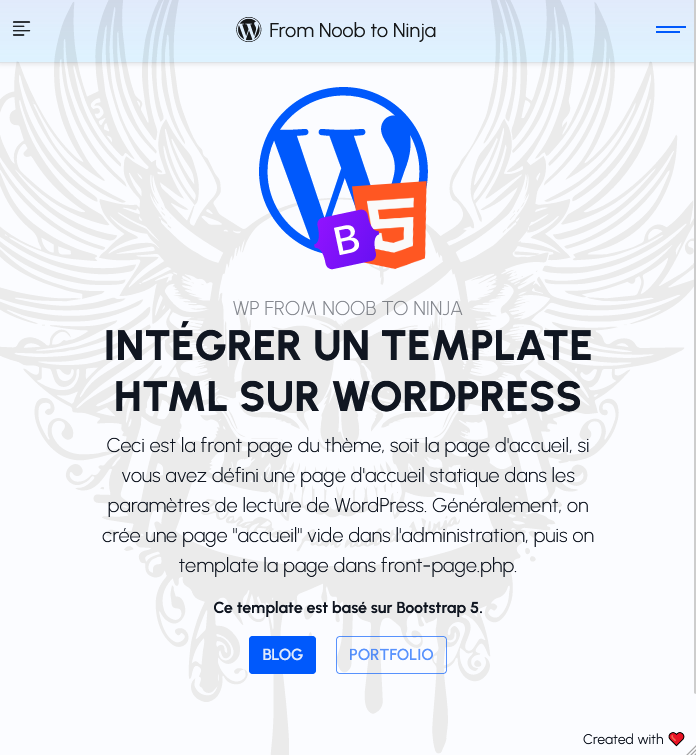 From Noob to Ninja
B
5
WP FROM NOOB TO NINJA
INTÉGRER UN TEMPLATE
HTML SUR WORDPRESS
Ceci est la front page du thème, soit la page d'accueil, si
vous avez défini une page d'accueil statique dans les
paramètres de lecture de WordPress. Généralement, on
crée une page "accueil" vide dans l'administration, puis on
template la page dans front-page.php.
Ce template est basé sur Bootstrap 5.
BLOG
PORTFOLIO
Created with